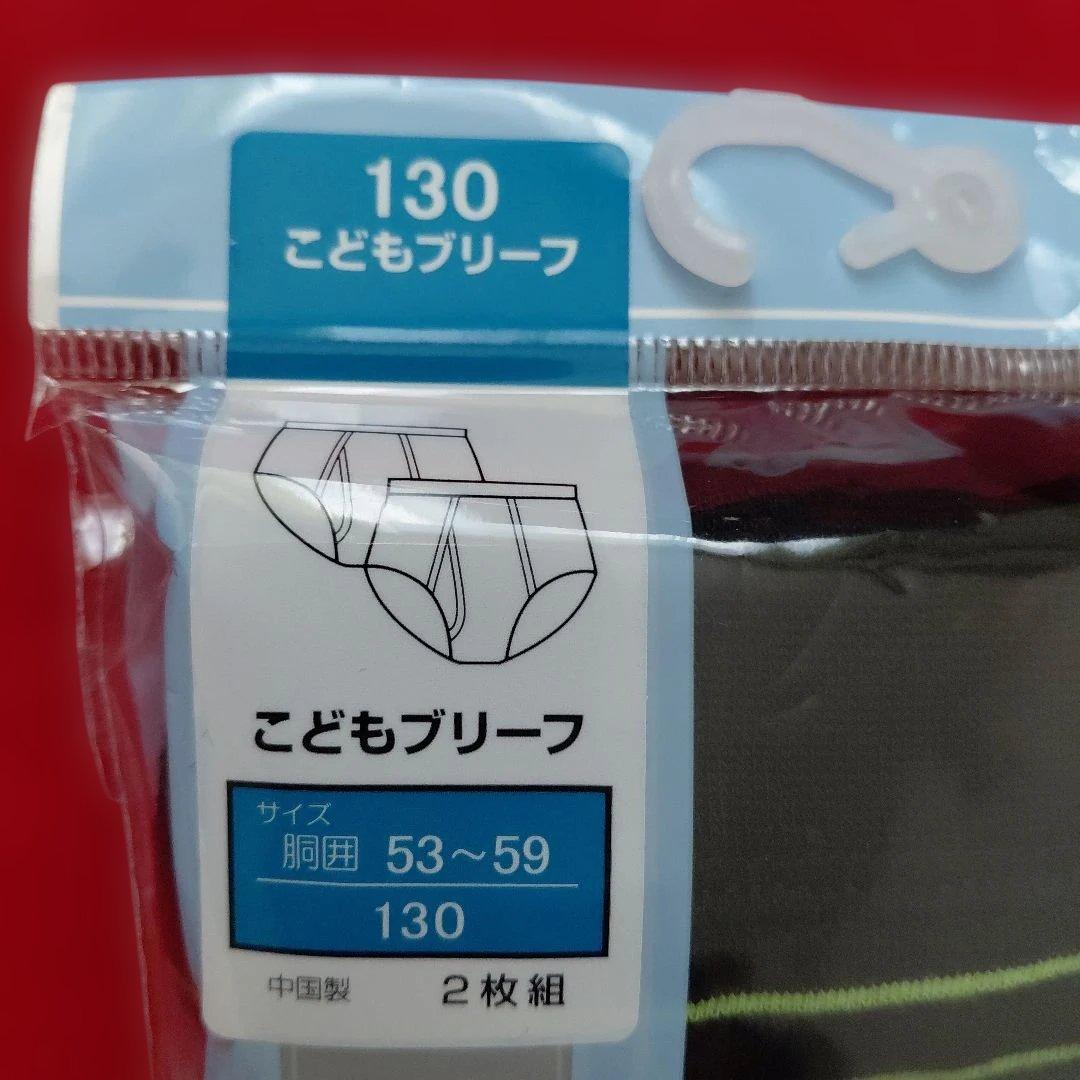 130
こどもブリーフ
こどもブリーフ
サイズ
胴囲 53～59
130
中国製 2枚組